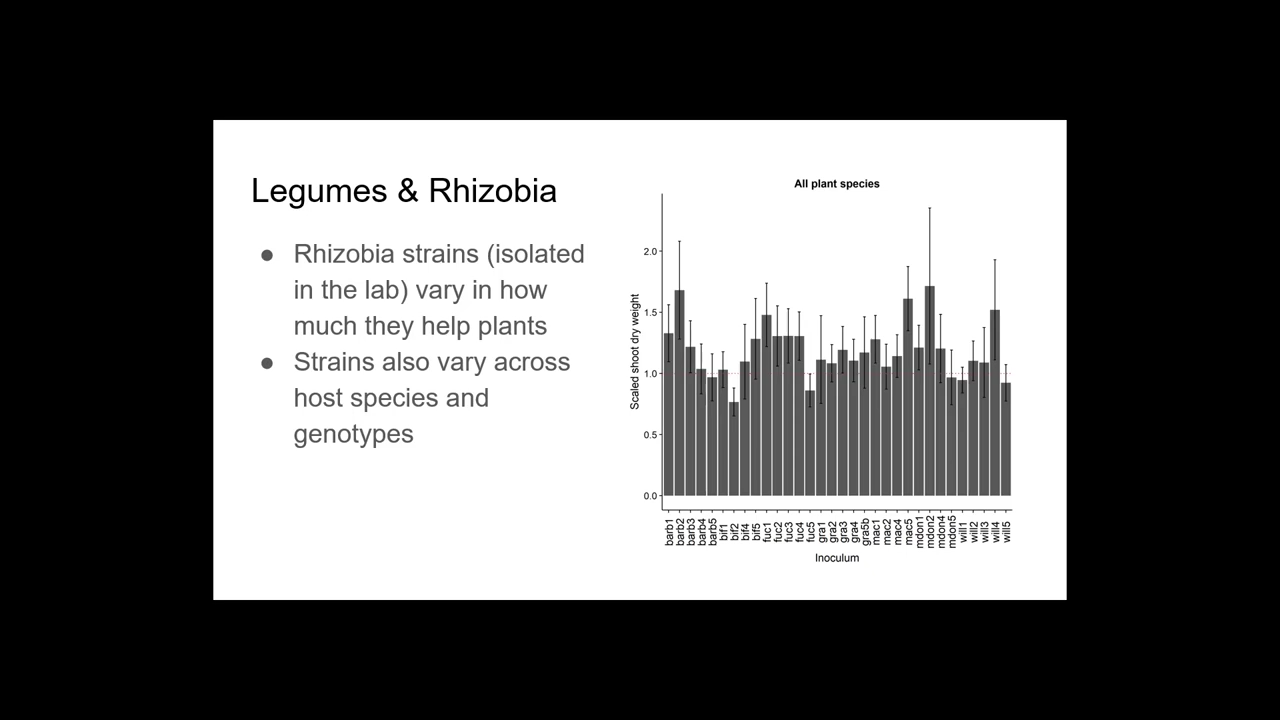 Legumes & Rhizobia
● Rhizobia strains (isolated
in the lab) vary in how
much they help plants
● Strains also vary across
host species and
genotypes
All plant species
Scaled shoot dry weight
2.0
1.5
1.0
0.5
0.0
barb1
barb2
barb3
barb4
barb5
bif1
bif2
bif4
bif5
fuc1
fuc2
fuc3
fuc4
fuc5
gra1
gra2
gra3
gra4
gra5b
mac1
mac2
mac4
mac5
mdon1
mdon2
mdon4
mdon5
will1
will2
will3
will4
will5
Inoculum